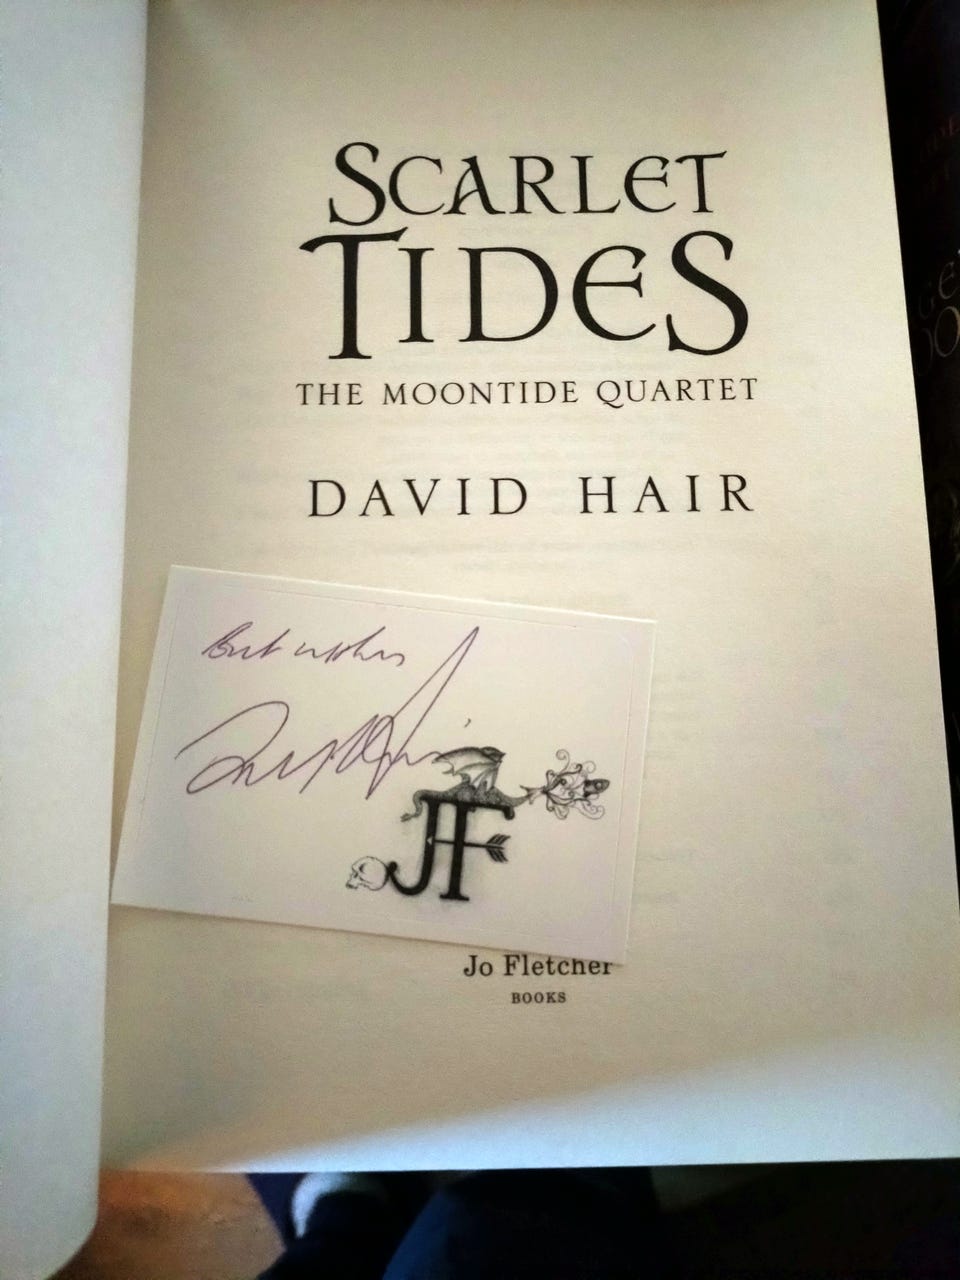 SCARLET
TIDES
THE MOONTIDE QUARTET
DAVID HAIR
Best wishes
JF
Jo Fletcher
BOOKS